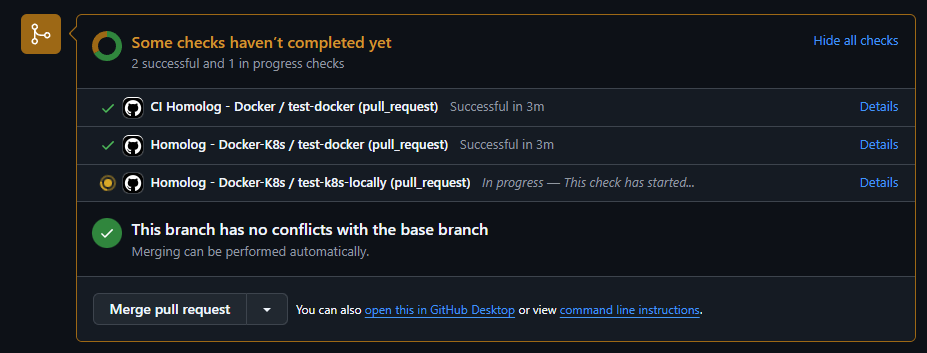 Some checks haven't completed yet
Hide all checks
2 successful and 1 in progress checks
CI Homolog - Docker / test-docker (pull_request) Successful in 3m Details
Homolog - Docker-K8s / test-docker (pull_request) Successful in 3m Details
Homolog - Docker-K8s / test-k8s-locally (pull_request) In progress — This check has started... Details
This branch has no conflicts with the base branch
Merging can be performed automatically.
Merge pull request You can also open this in GitHub Desktop or view command line instructions.